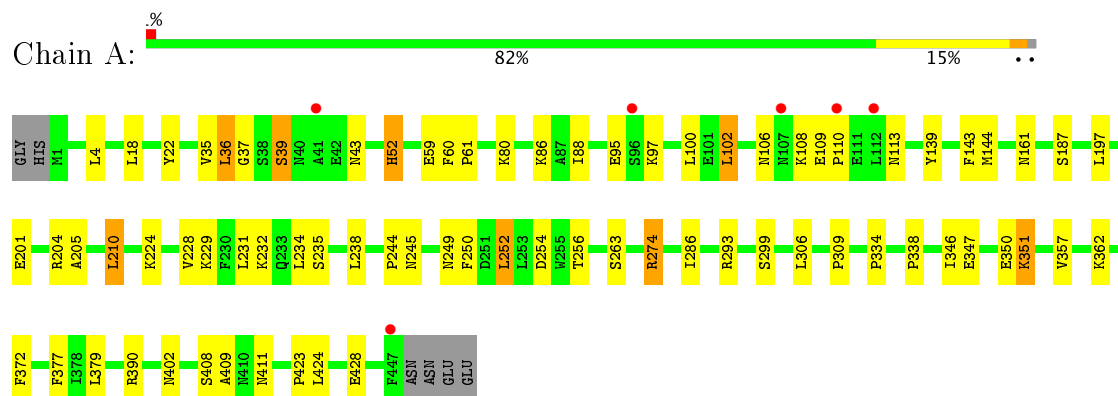 .%
Chain A:
82% 15% . .
GLY HIS M1 L4 L18 Y22 V35 L36 G37 S38 S39 N40 A41 E42 N43 H52 E59 F60 P61 K80 K86 A87 I88 E95 S96 K97 L100 E101 L102 N106 N107 K108 E109 P110 E111 L112 N113 Y139 F143 M144 N161 S187 L197
E201 R204 A205 L210 K224 V228 K229 F230 L231 K232 Q233 L234 S235 L238 P244 N245 N249 F250 D251 L252 L253 D254 W255 T256 S263 R274 I286 R293 S299 L306 P309 P334 P338 I346 E347 E350 K351 V357 K362
F372 F377 I378 L379 R390 N402 S408 A409 N410 N411 P423 L424 E428 F447 ASN ASN GLU GLU